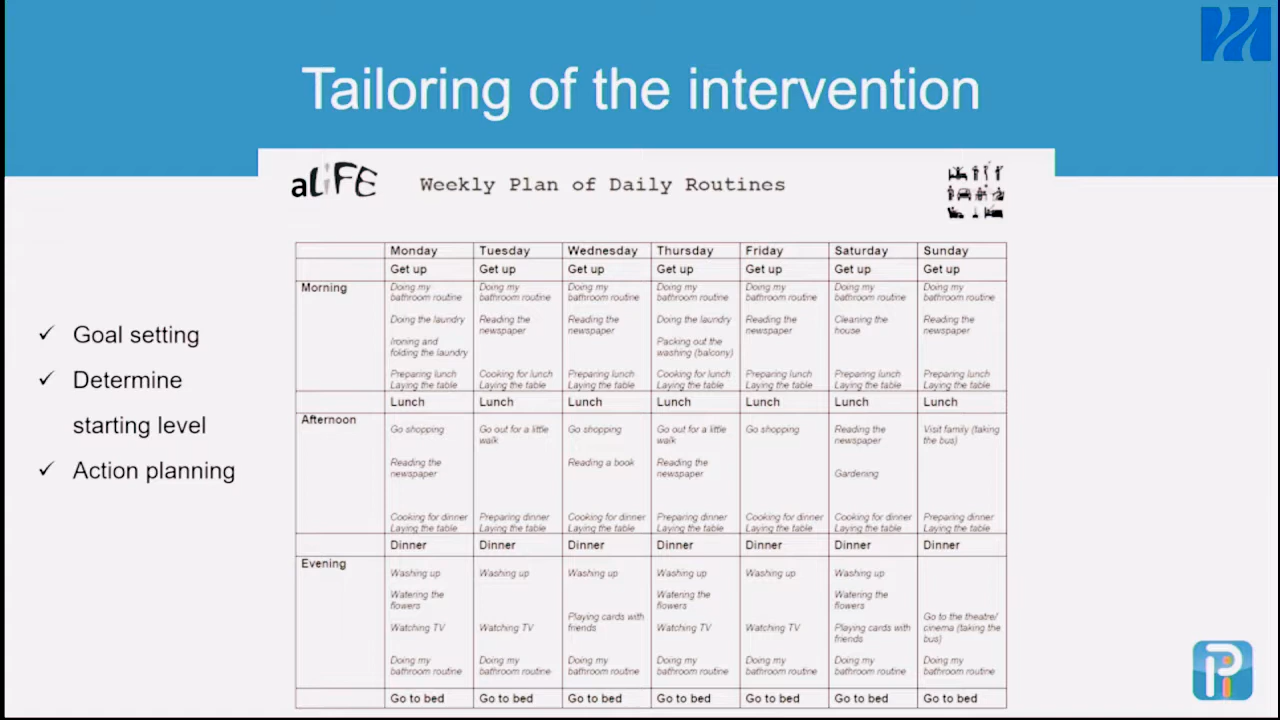 Tailoring of the intervention
aLiFE
Weekly Plan of Daily Routines
✓ Goal setting
✓ Determine
starting level
✓ Action planning
Monday Tuesday Wednesday Thursday Friday Saturday Sunday
Get up Get up Get up Get up Get up Get up Get up
Morning
Doing my Doing my Doing my Doing my Doing my Doing my Doing my
bathroom routine bathroom routine bathroom routine bathroom routine bathroom routine bathroom routine bathroom routine
Doing the laundry Reading the Reading the Doing the laundry Reading the Cleaning the Reading the
newspaper newspaper newspaper house newspaper
Ironing and Packing out the
folding the laundry washing (balcony)
Preparing lunch Cooking for lunch Preparing lunch Cooking for lunch Preparing lunch Preparing lunch Preparing lunch
Laying the table Laying the table Laying the table Laying the table Laying the table Laying the table Laying the table
Lunch Lunch Lunch Lunch Lunch Lunch Lunch
Afternoon
Go shopping Go out for a little Go shopping Go out for a little Go shopping Reading the Visit family (taking
walk walk newspaper the bus)
Reading the Reading a book Reading the
newspaper newspaper Gardening
Cooking for dinner Preparing dinner Cooking for dinner Preparing dinner Cooking for dinner Cooking for dinner Preparing dinner
Laying the table Laying the table Laying the table Laying the table Laying the table Laying the table Laying the table
Dinner Dinner Dinner Dinner Dinner Dinner Dinner
Evening
Washing up Washing up Washing up Washing up Washing up Washing up
Watering the Watering the Watering the
flowers flowers flowers
Playing cards with Go to the theatre/
Watching TV Watching TV friends Watching TV Watching TV Playing cards with cinema (taking the
friends bus)
Doing my Doing my Doing my Doing my Doing my Doing my Doing my
bathroom routine bathroom routine bathroom routine bathroom routine bathroom routine bathroom routine bathroom routine
Go to bed Go to bed Go to bed Go to bed Go to bed Go to bed Go to bed